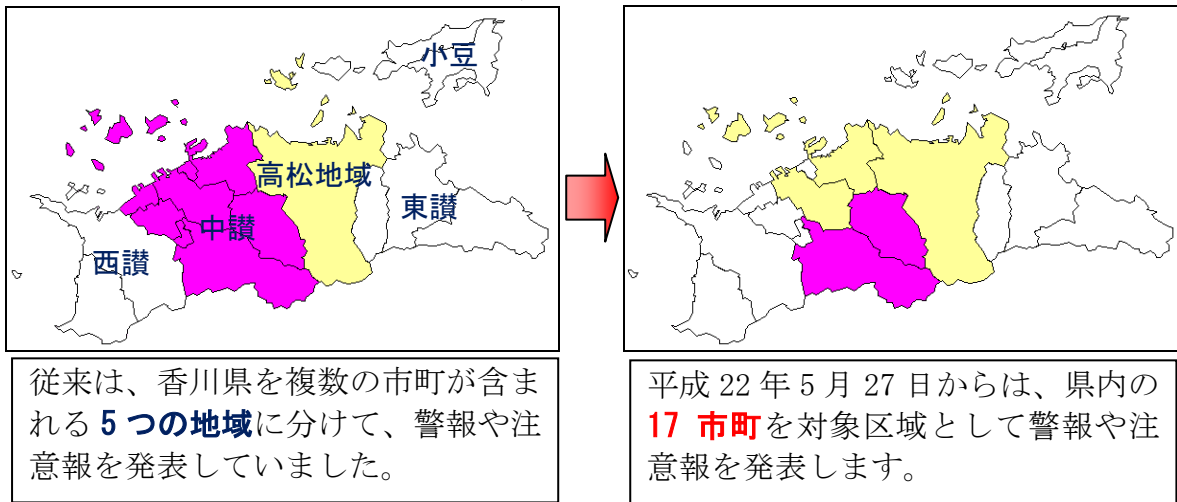 小豆
高松地域
東讃
中讃
西讃
従来は、香川県を複数の市町が含ま
れる5つの地域に分けて、警報や注
意報を発表していました。
平成 22 年 5 月 27 日からは、県内の
17 市町を対象区域として警報や注
意報を発表します。